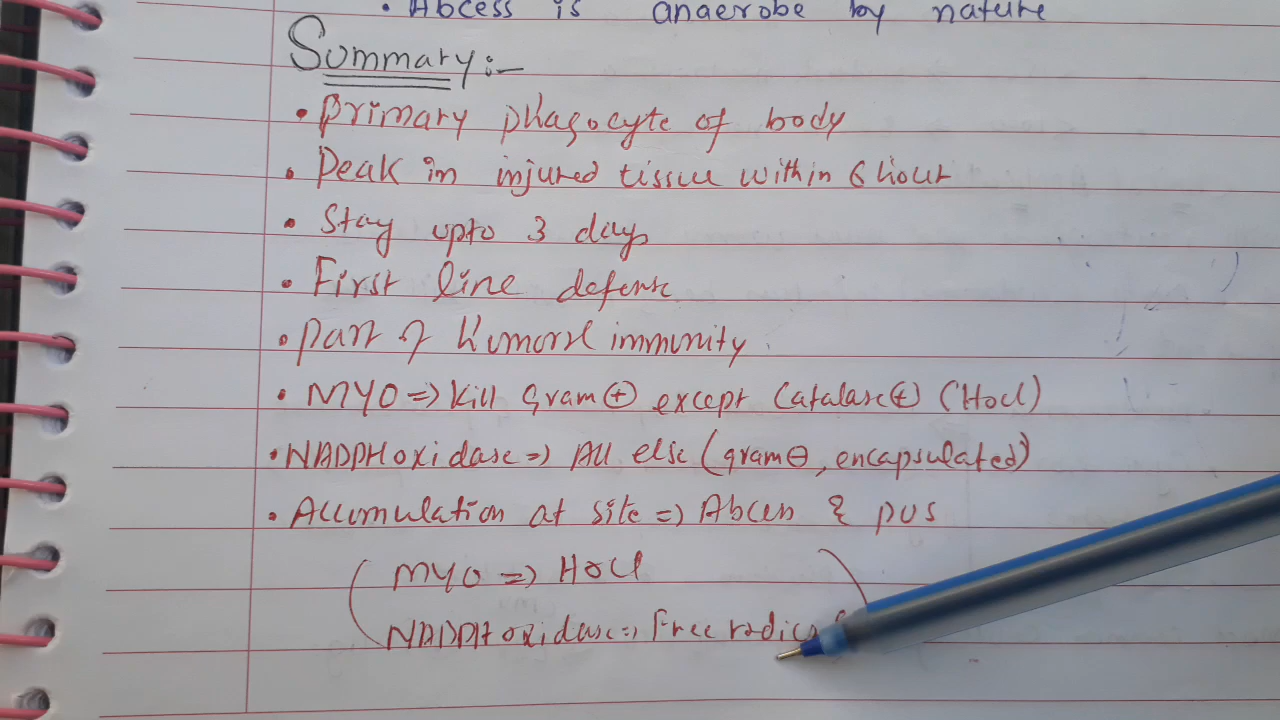 • Abcess is anaerobe by nature
Summary:-
• Primary phagocyte of body
• Peak in injured tissue within 6 hour
• Stay upto 3 days
• First line defense
• Part of Humoral immunity
• MYO => Kill gram⊕ except Catalase⊕ (HOCl)
• NADPH oxidase => All else (gram⊖, encapsulated)
• Accumulation at site => Abcess & pus
( MYO => HOCl )
NADPH oxidase => Free radica